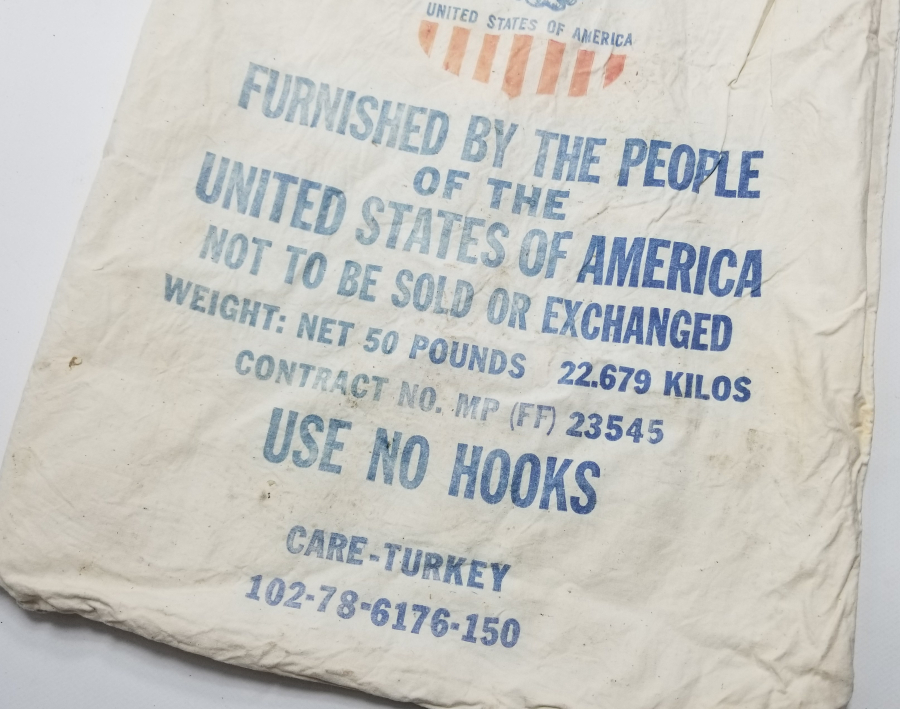 UNITED STATES OF AMERICA
FURNISHED BY THE PEOPLE
OF THE
UNITED STATES OF AMERICA
NOT TO BE SOLD OR EXCHANGED
WEIGHT: NET 50 POUNDS 22.679 KILOS
CONTRACT NO. MP (FF) 23545
USE NO HOOKS
CARE-TURKEY
102-78-6176-150